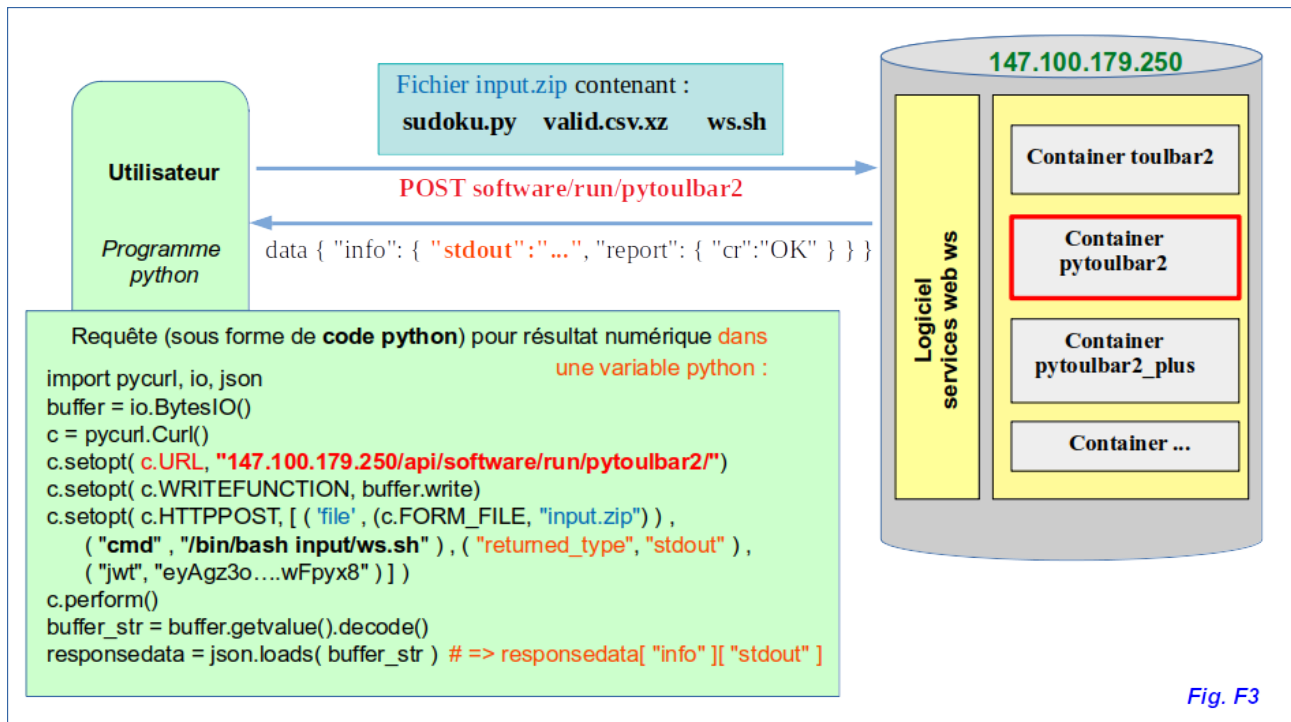 147.100.179.250
Fichier input.zip contenant :
sudoku.py valid.csv.xz ws.sh
Utilisateur
POST software/run/pytoulbar2
Programme
python
data { "info": { "stdout":"...", "report": { "cr":"OK" } } }
Logiciel
services web ws
Container toulbar2
Container
pytoulbar2
Container
pytoulbar2_plus
Container ...
Requête (sous forme de code python) pour résultat numérique dans
une variable python :
import pycurl, io, json
buffer = io.BytesIO()
c = pycurl.Curl()
c.setopt( c.URL, "147.100.179.250/api/software/run/pytoulbar2/")
c.setopt( c.WRITEFUNCTION, buffer.write)
c.setopt( c.HTTPPOST, [ ( 'file' , (c.FORM_FILE, "input.zip") ) ,
( "cmd" , "/bin/bash input/ws.sh" ) , ( "returned_type", "stdout" ) ,
( "jwt", "eyAgz3o….wFpyx8" ) ] )
c.perform()
buffer_str = buffer.getvalue().decode()
responsedata = json.loads( buffer_str ) # => responsedata[ "info" ][ "stdout" ]
Fig. F3